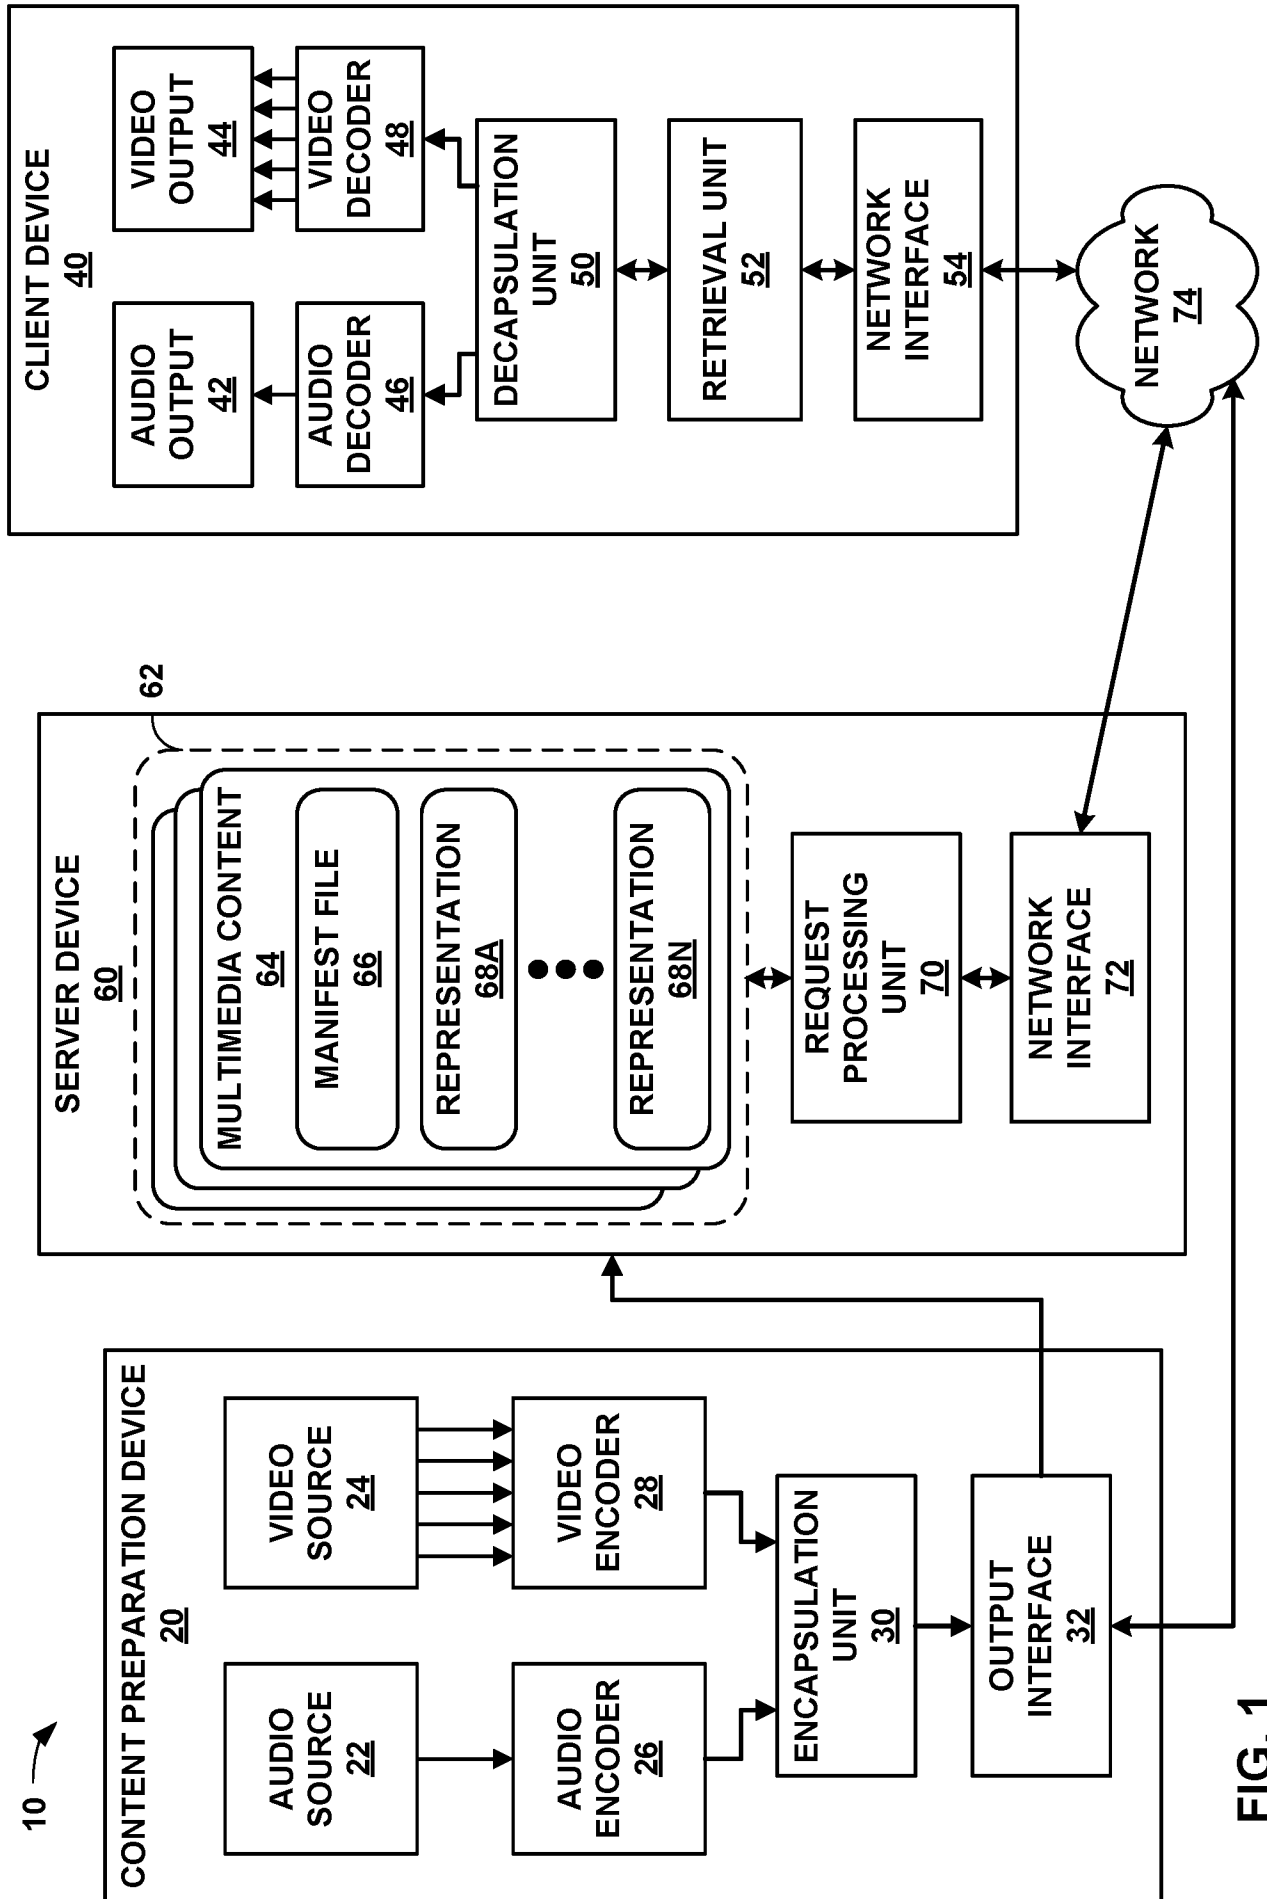 10
CONTENT PREPARATION DEVICE
20
AUDIO
SOURCE
22
VIDEO
SOURCE
24
AUDIO
ENCODER
26
VIDEO
ENCODER
28
ENCAPSULATION
UNIT
30
OUTPUT
INTERFACE
32
SERVER DEVICE
60
62
MULTIMEDIA CONTENT
64
MANIFEST FILE
66
REPRESENTATION
68A
REPRESENTATION
68N
REQUEST
PROCESSING
UNIT
70
NETWORK
INTERFACE
72
CLIENT DEVICE
40
AUDIO
OUTPUT
42
VIDEO
OUTPUT
44
AUDIO
DECODER
46
VIDEO
DECODER
48
DECAPSULATION
UNIT
50
RETRIEVAL UNIT
52
NETWORK
INTERFACE
54
NETWORK
74
FIG. 1